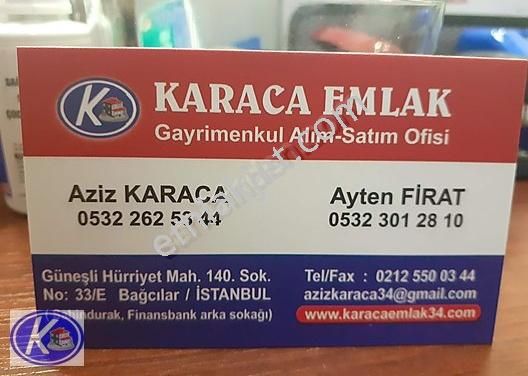 K
KARACA EMLAK
Gayrimenkul Alım-Satım Ofisi
Aziz KARACA
0532 262 53 44
Ayten FİRAT
0532 301 28 10
Güneşli Hürriyet Mah. 140. Sok.
No: 33/E Bağcılar / İSTANBUL
arka sokağı)
Finansbank
Tel/Fax : 0212 550 03 44
azizkaraca34@gmail.com
www.karacaemlak34.com
K